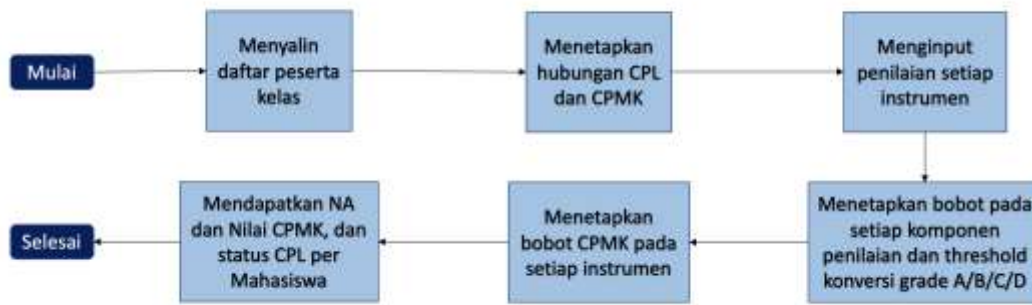 Mulai
Menyalin
daftar peserta
kelas
Menetapkan
hubungan CPL
dan CPMK
Menginput
penilaian setiap
instrumen
Menetapkan bobot pada
setiap komponen
penilaian dan threshold
konversi grade A/B/C/D
Menetapkan
bobot CPMK pada
setiap instrumen
Mendapatkan NA
dan Nilai CPMK, dan
status CPL per
Mahasiswa
Selesai